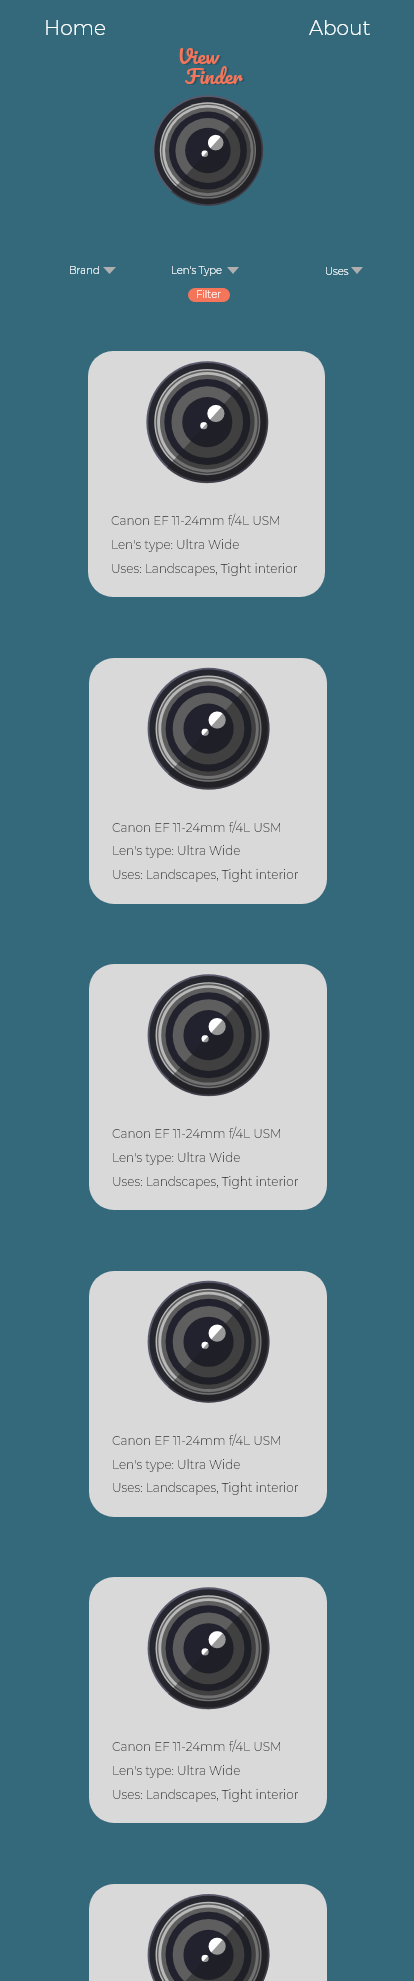 Home About
View
Finder
Brand Len's Type Uses
Filter
Canon EF 11-24mm f/4L USM
Len's type: Ultra Wide
Uses: Landscapes, Tight interior
Canon EF 11-24mm f/4L USM
Len's type: Ultra Wide
Uses: Landscapes, Tight interior
Canon EF 11-24mm f/4L USM
Len's type: Ultra Wide
Uses: Landscapes, Tight interior
Canon EF 11-24mm f/4L USM
Len's type: Ultra Wide
Uses: Landscapes, Tight interior
Canon EF 11-24mm f/4L USM
Len's type: Ultra Wide
Uses: Landscapes, Tight interior